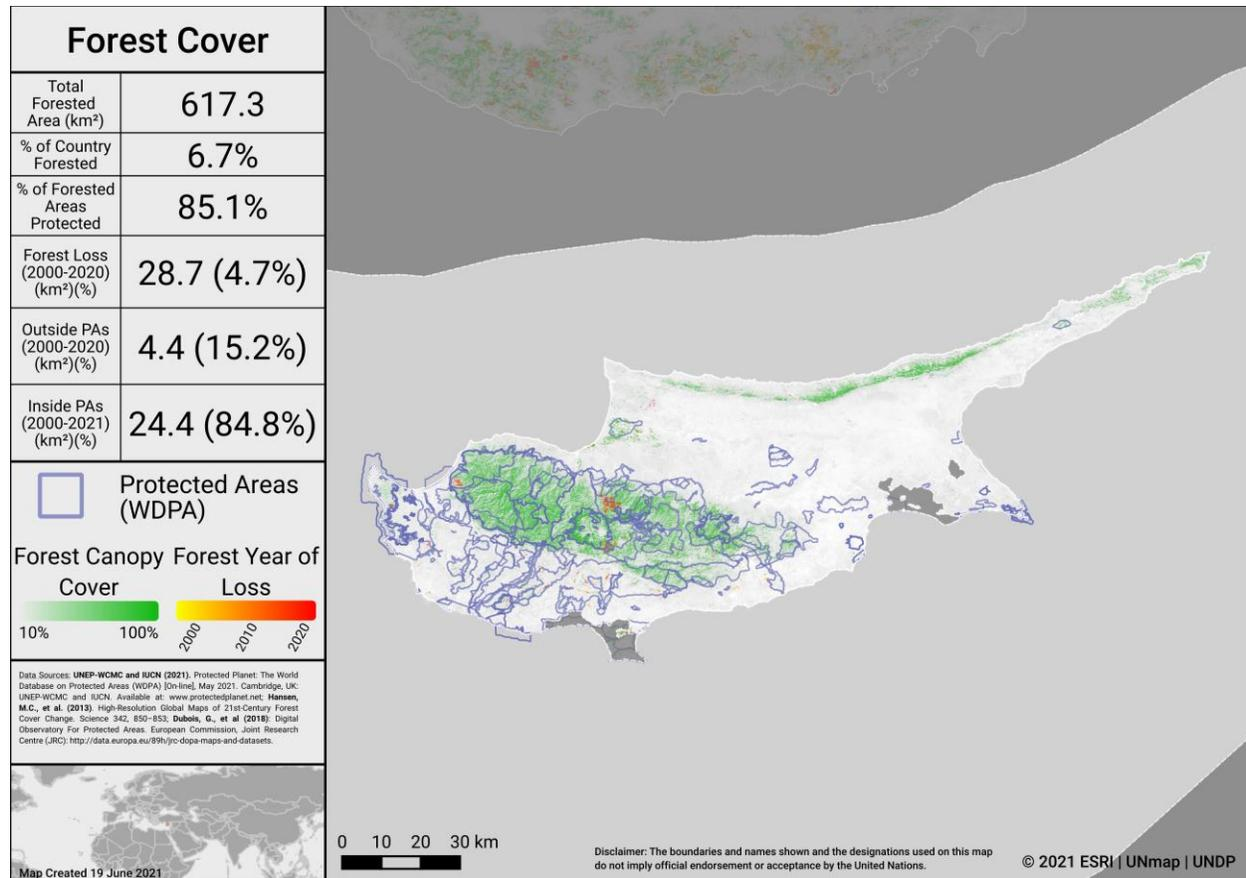 Forest Cover
Total
Forested
Area (km²)
617.3
% of Country
Forested
6.7%
% of Forested
Areas
Protected
85.1%
Forest Loss
(2000-2020)
(km²)(%)
28.7 (4.7%)
Outside PAs
(2000-2020)
(km²)(%)
4.4 (15.2%)
Inside PAs
(2000-2021)
(km²)(%)
24.4 (84.8%)
Protected Areas
(WDPA)
Forest Canopy
Cover
10% 100%
Forest Year of
Loss
2000 2010 2020
Data Sources: UNEP-WCMC and IUCN (2021). Protected Planet: The World
Database on Protected Areas (WDPA) [On-line], May 2021. Cambridge, UK:
UNEP-WCMC and IUCN. Available at: www.protectedplanet.net; Hansen,
M.C., et al. (2013). High-Resolution Global Maps of 21st-Century Forest
Cover Change. Science 342, 850–853; Dubois, G., et al (2018): Digital
Observatory For Protected Areas. European Commission, Joint Research
Centre (JRC): http://data.europa.eu/89h/jrc-dopa-maps-and-datasets.
Map Created 19 June 2021
0 10 20 30 km
Disclaimer: The boundaries and names shown and the designations used on this map
do not imply official endorsement or acceptance by the United Nations.
© 2021 ESRI | UNmap | UNDP